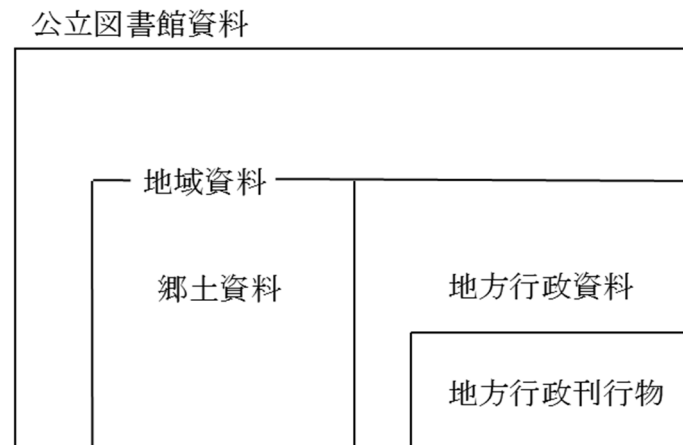 公立図書館資料
地域資料
郷土資料
地方行政資料
地方行政刊行物